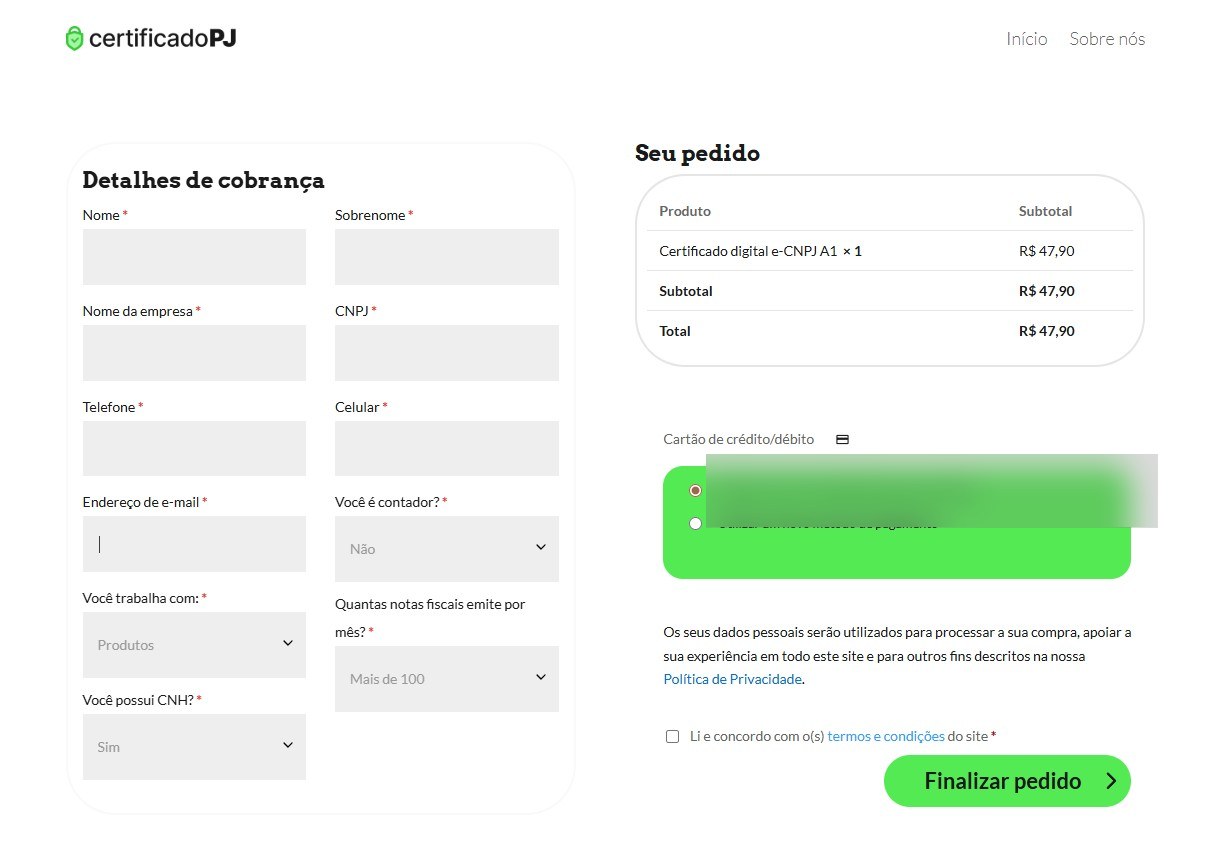 certificadoPJ
Início Sobre nós
Detalhes de cobrança
Nome * Sobrenome *
Nome da empresa * CNPJ *
Telefone * Celular *
Endereço de e-mail * Você é contador? *
Não
Você trabalha com: *
Produtos
Quantas notas fiscais emite por
mês? *
Mais de 100
Você possui CNH? *
Sim
Seu pedido
Produto Subtotal
Certificado digital e-CNPJ A1 × 1 R$ 47,90
Subtotal R$ 47,90
Total R$ 47,90
Cartão de crédito/débito
Os seus dados pessoais serão utilizados para processar a sua compra, apoiar a
sua experiência em todo este site e para outros fins descritos na nossa
Política de Privacidade.
Li e concordo com o(s) termos e condições do site *
Finalizar pedido